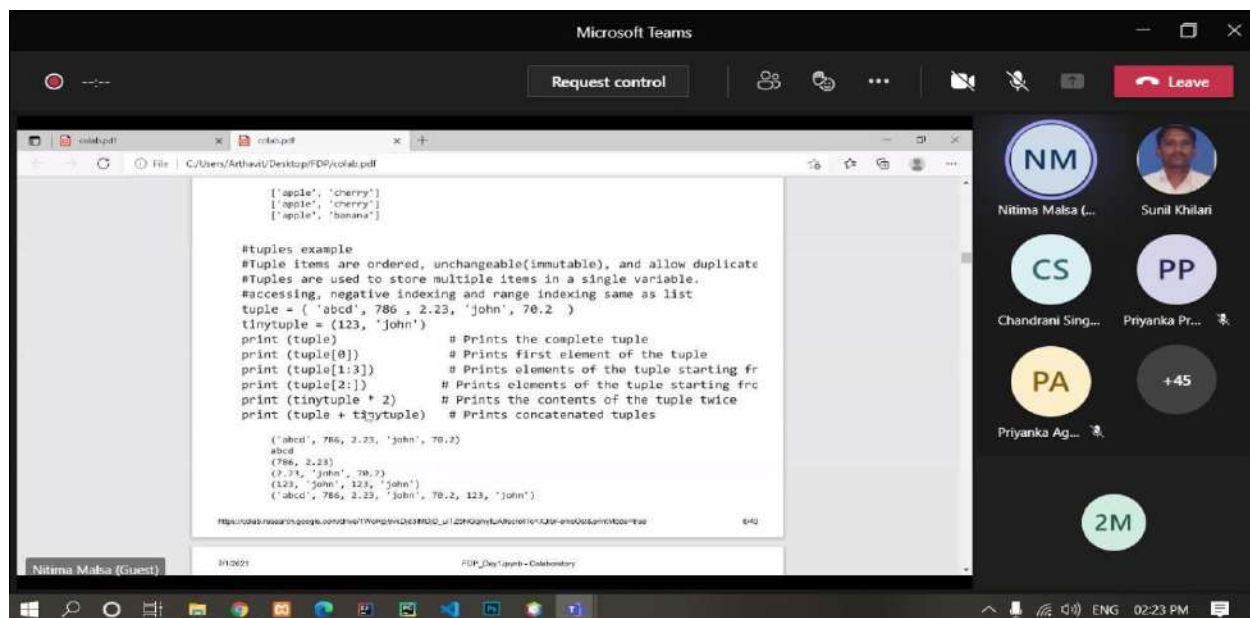 Microsoft Teams
--:--
Request control
Leave
colab.pdf
colab.pdf
File
C:/Users/Arthavit/Desktop/FDP/colab.pdf
['apple', 'cherry']
['apple', 'cherry']
['apple', 'banana']
#tuples example
#Tuple items are ordered, unchangeable(immutable), and allow duplicate
#Tuples are used to store multiple items in a single variable.
#accessing, negative indexing and range indexing same as list
tuple = ( 'abcd', 786 , 2.23, 'john', 70.2 )
tinytuple = (123, 'john')
print (tuple) # Prints the complete tuple
print (tuple[0]) # Prints first element of the tuple
print (tuple[1:3]) # Prints elements of the tuple starting fr
print (tuple[2:]) # Prints elements of the tuple starting frc
print (tinytuple * 2) # Prints the contents of the tuple twice
print (tuple + tinytuple) # Prints concatenated tuples
('abcd', 786, 2.23, 'john', 70.2)
abcd
(786, 2.23)
(2.23, 'john', 70.2)
(123, 'john', 123, 'john')
('abcd', 786, 2.23, 'john', 70.2, 123, 'john')
6/40
7/1/2021
FDP_Day1.ipynb - Colaboratory
Nitima Malsa (Guest)
NM
Nitima Malsa (...
Sunil Khilari
CS
Chandrani Sing...
PP
Priyanka Pr...
PA
Priyanka Ag...
+45
2M
ENG 02:23 PM